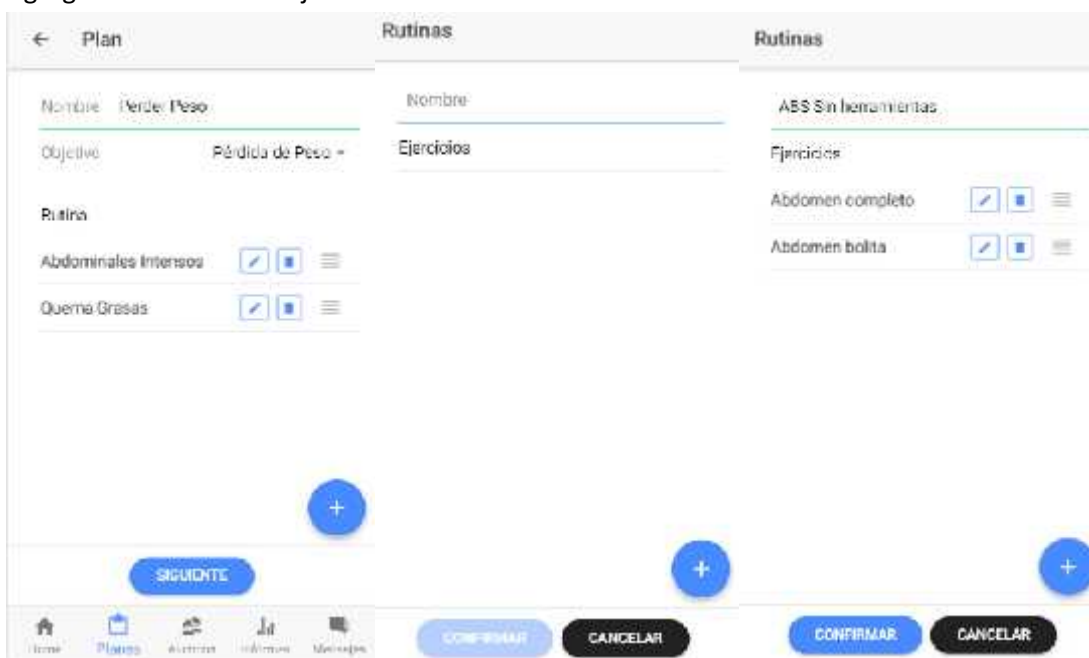 Plan
Nombre Perder Peso
Objetivo Pérdida de Peso
Rutina
Abdominales Intensos
Quema Grasas
+
SIGUIENTE
Home Planes Alumnos Informes Mensajes
Rutinas
Nombre
Ejercicios
+
CONFIRMAR CANCELAR
Rutinas
ABS Sin herramientas
Ejercicios
Abdomen completo
Abdomen bolita
+
CONFIRMAR CANCELAR